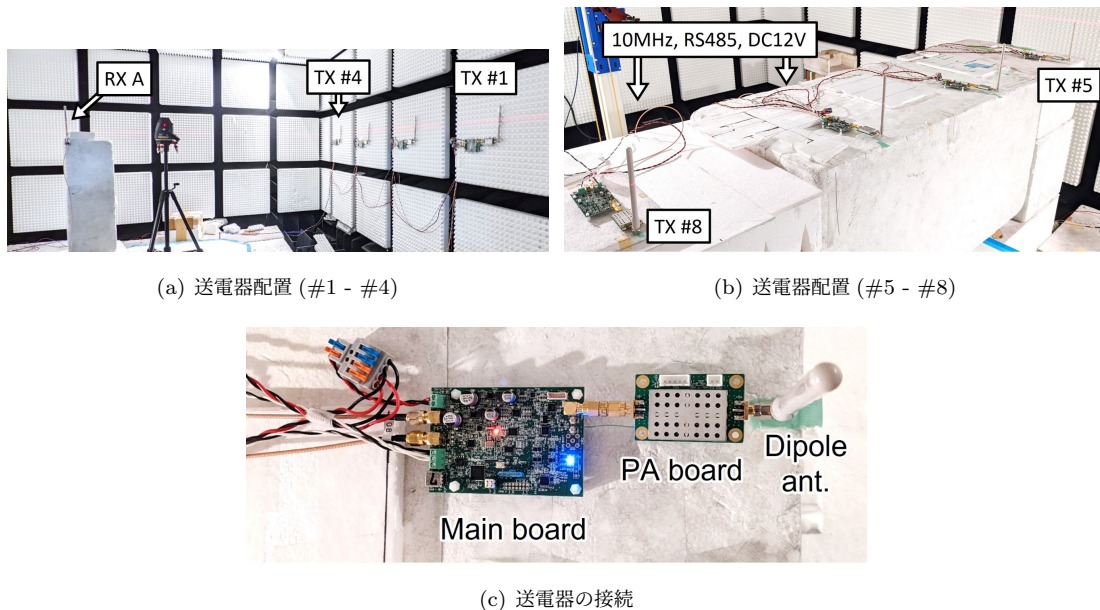 RX A
TX #4
TX #1
10MHz, RS485, DC12V
TX #5
TX #8
(a) 送電器配置 (#1 - #4)
(b) 送電器配置 (#5 - #8)
Main board
PA board
Dipole
ant.
(c) 送電器の接続